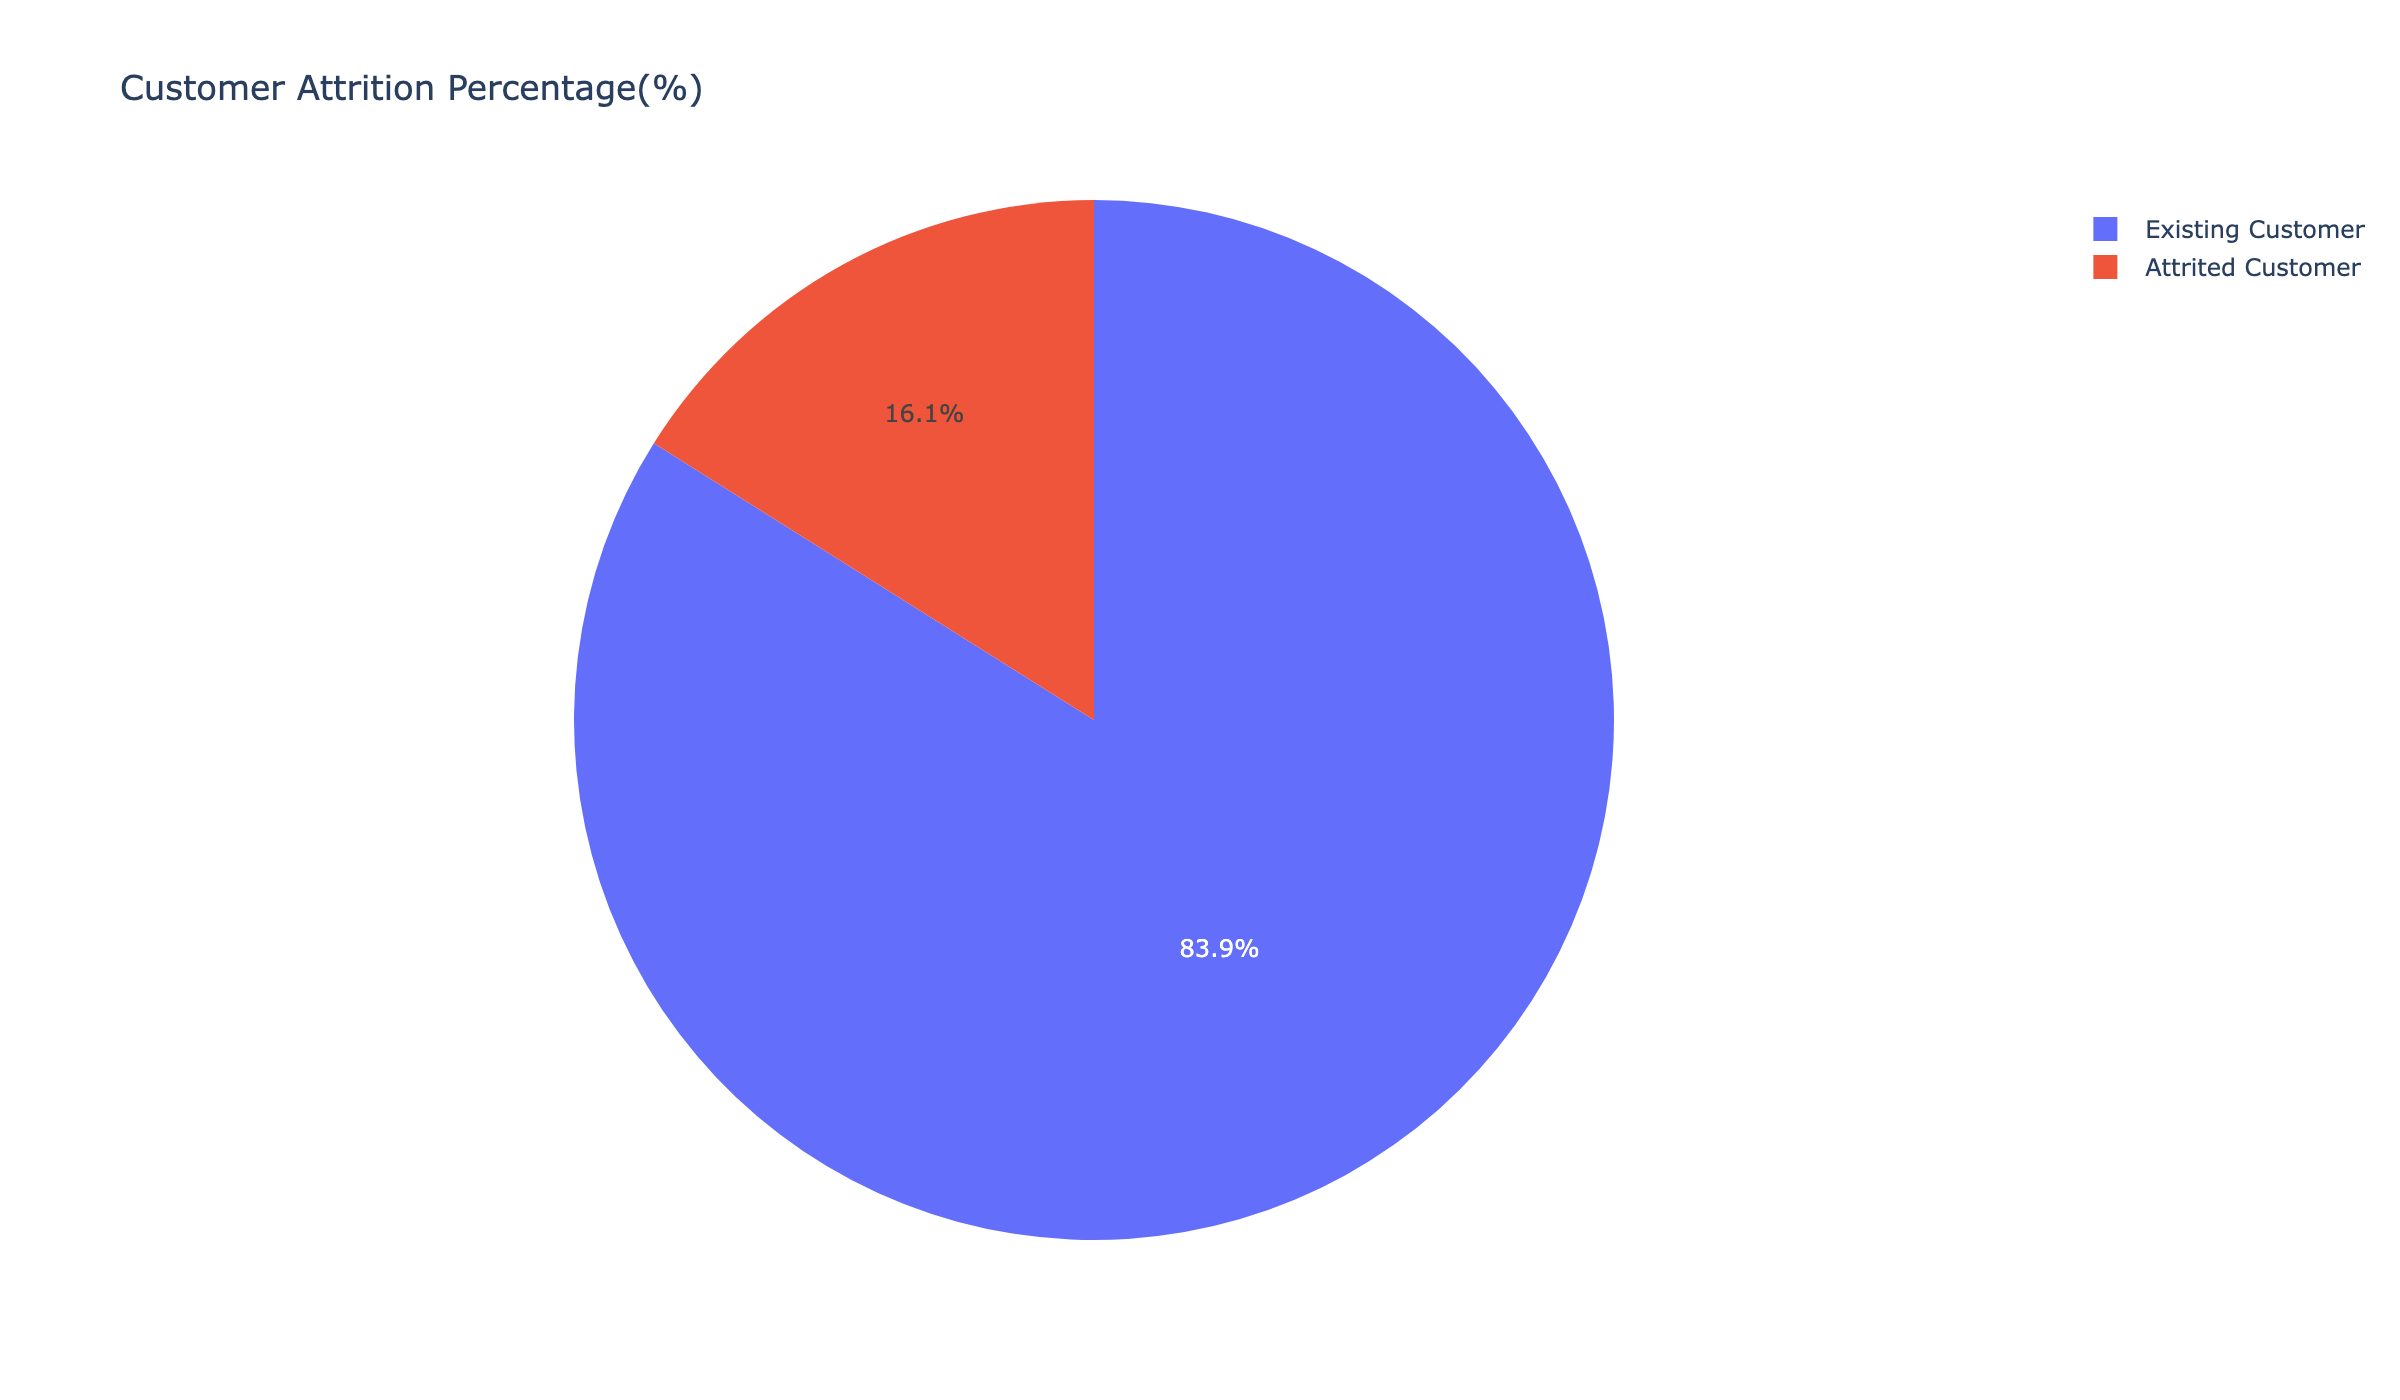 Customer Attrition Percentage(%)
Existing Customer
Attrited Customer
16.1%
83.9%